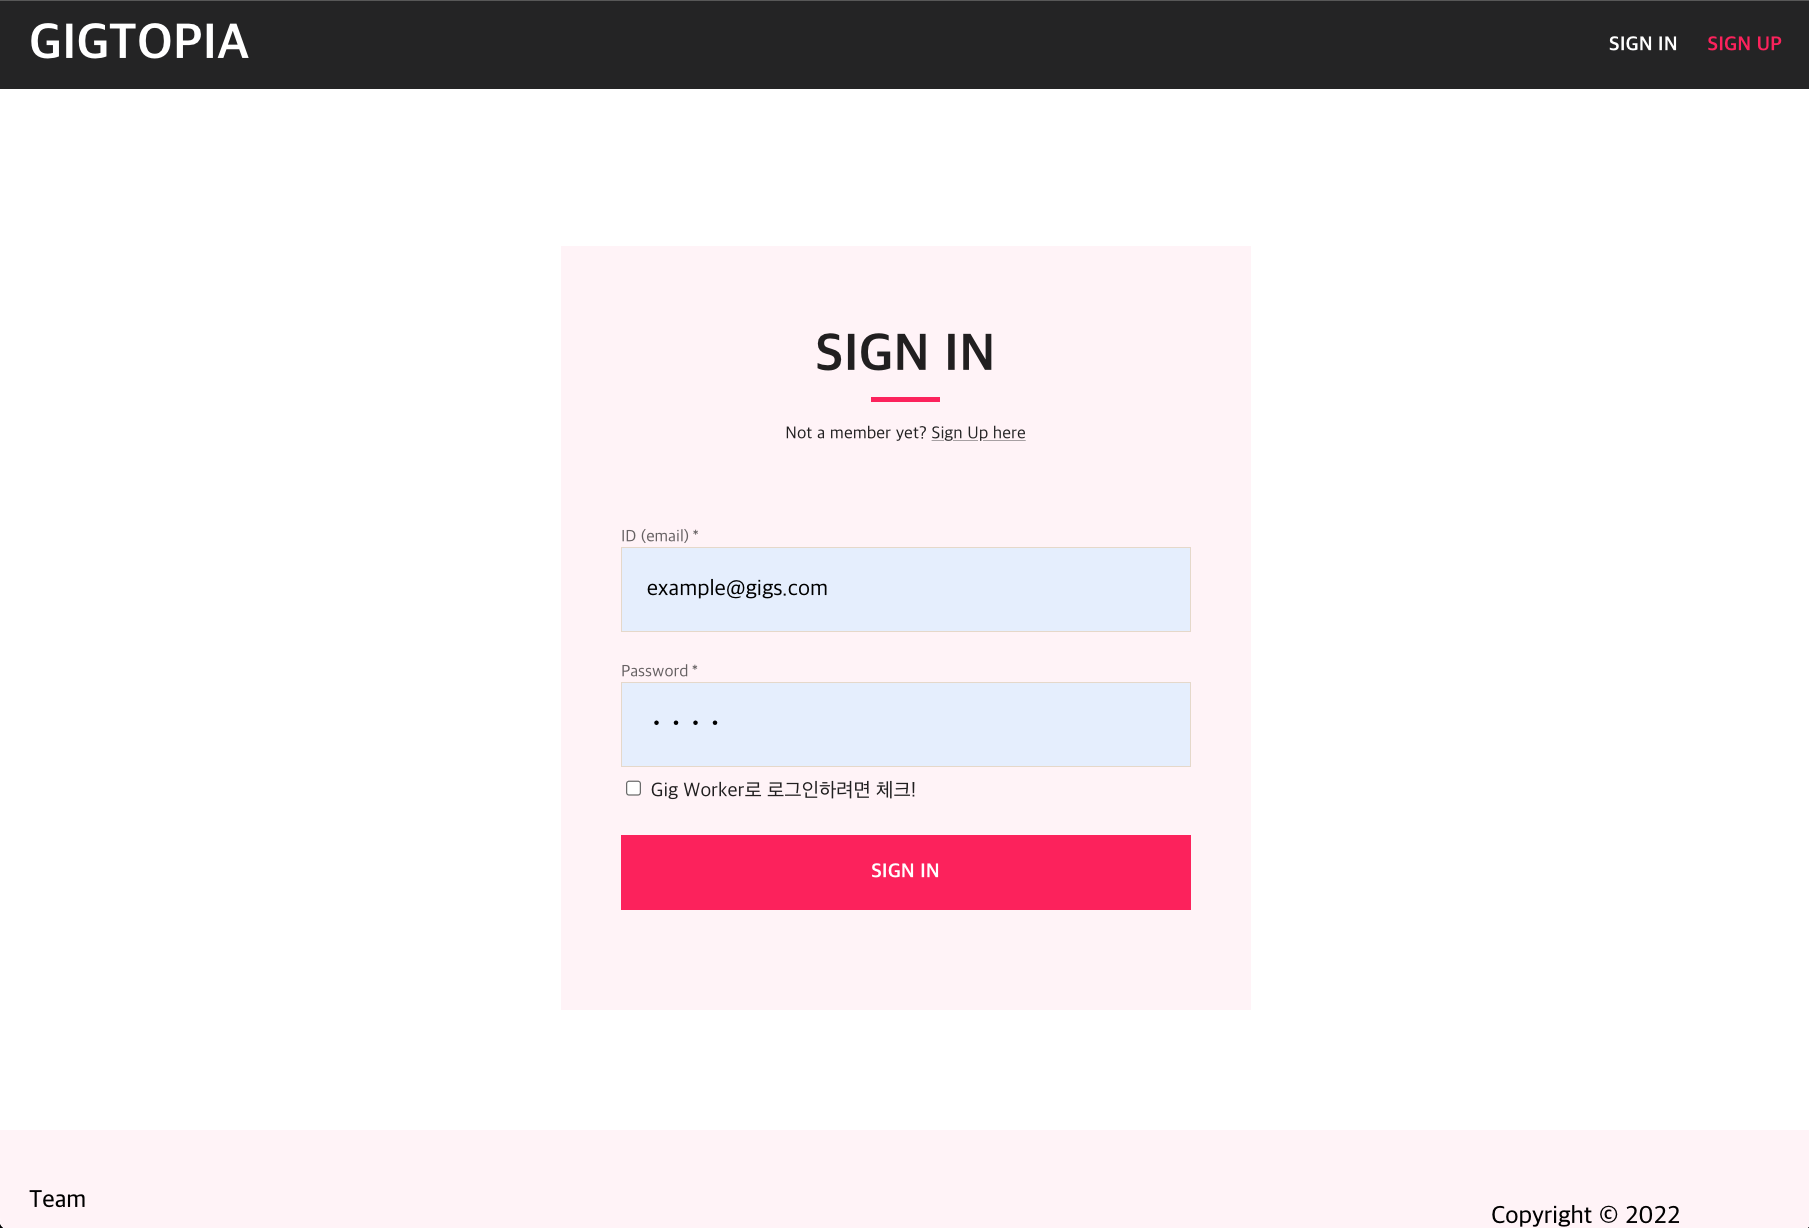 GIGTOPIA
SIGN IN SIGN UP
SIGN IN
Not a member yet? Sign Up here
ID (email) *
example@gigs.com
Password *
••••
Gig Worker로 로그인하려면 체크!
SIGN IN
Team
Copyright © 2022